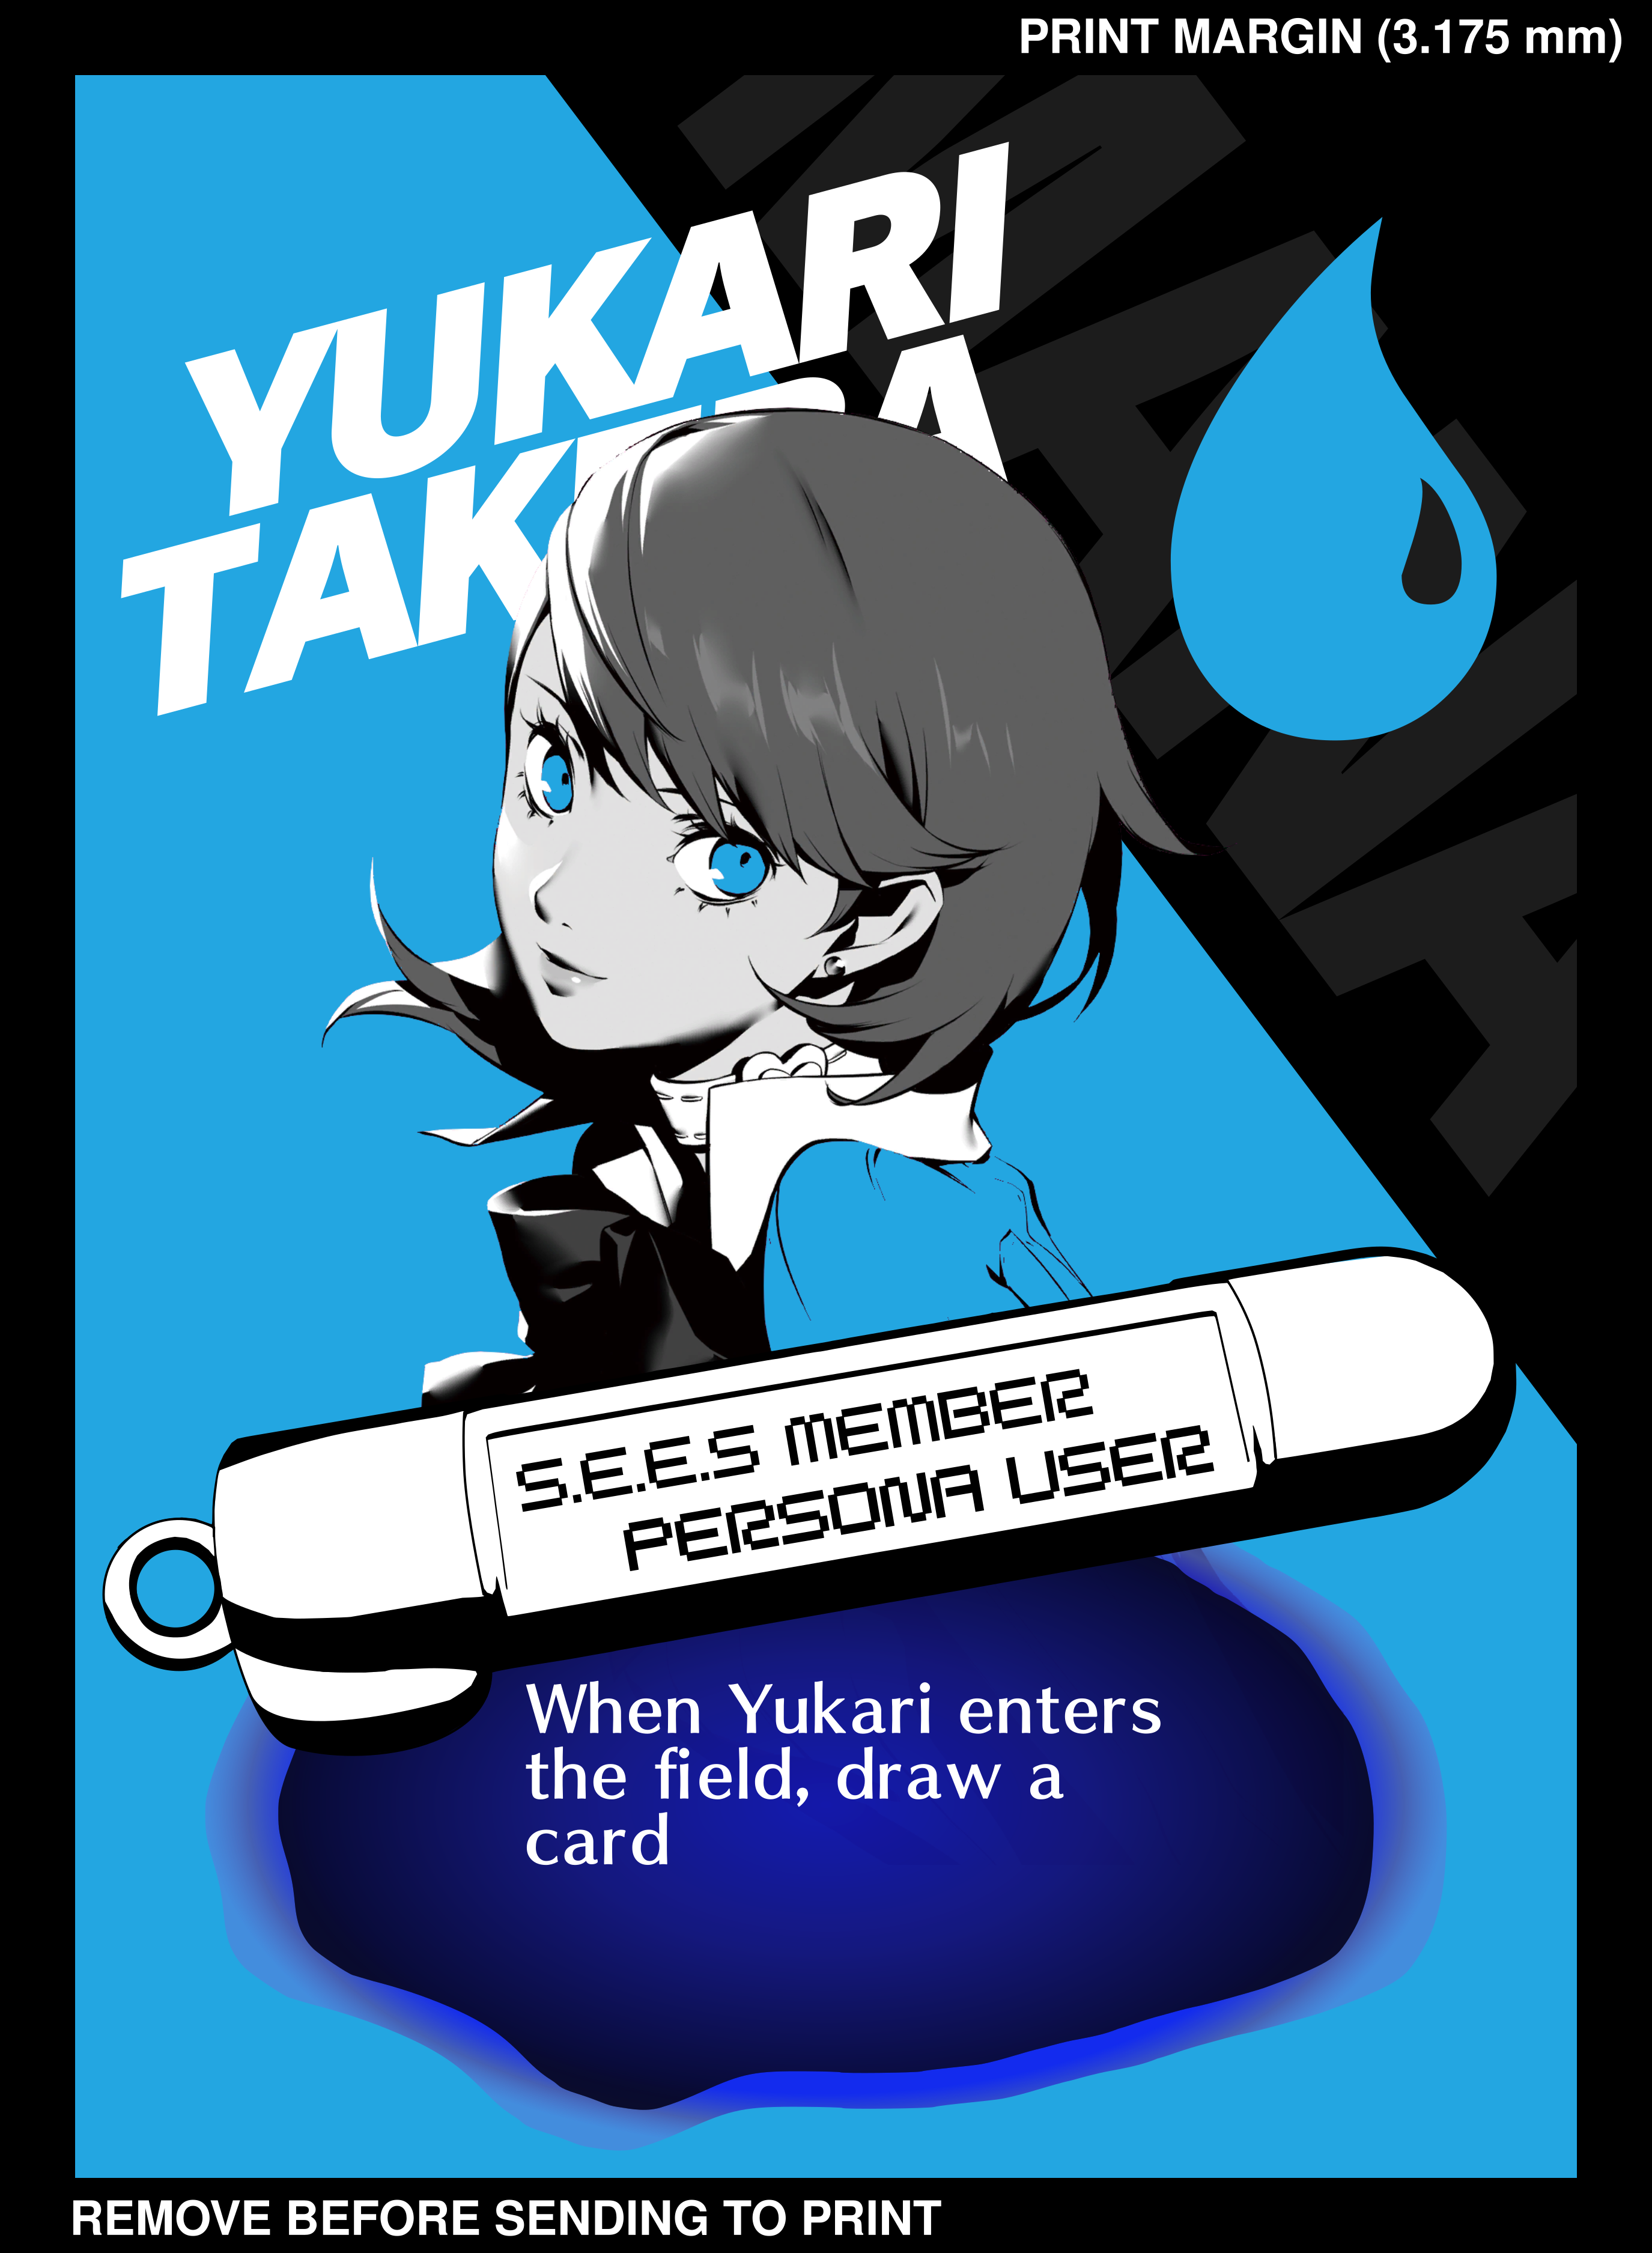 PRINT MARGIN (3.175 mm)
YUKARI
TAKEBA
S.E.E.S MEMBER
PERSONA USER
When Yukari enters
the field, draw a
card
REMOVE BEFORE SENDING TO PRINT